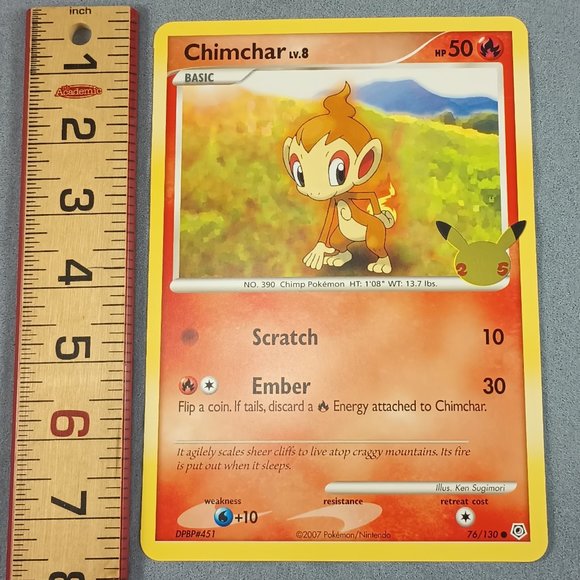 inch
1
Academic
2
3
4
5
6
7
8
Chimchar LV.8
HP 50
BASIC
NO. 390 Chimp Pokémon HT: 1'08" WT: 13.7 lbs.
25
Scratch 10
Ember 30
Flip a coin. If tails, discard a Energy attached to Chimchar.
It agilely scales sheer cliffs to live atop craggy mountains. Its fire
is put out when it sleeps.
Illus. Ken Sugimori
weakness resistance retreat cost
+10
DPBP#451 ©2007 Pokémon/Nintendo 76/130